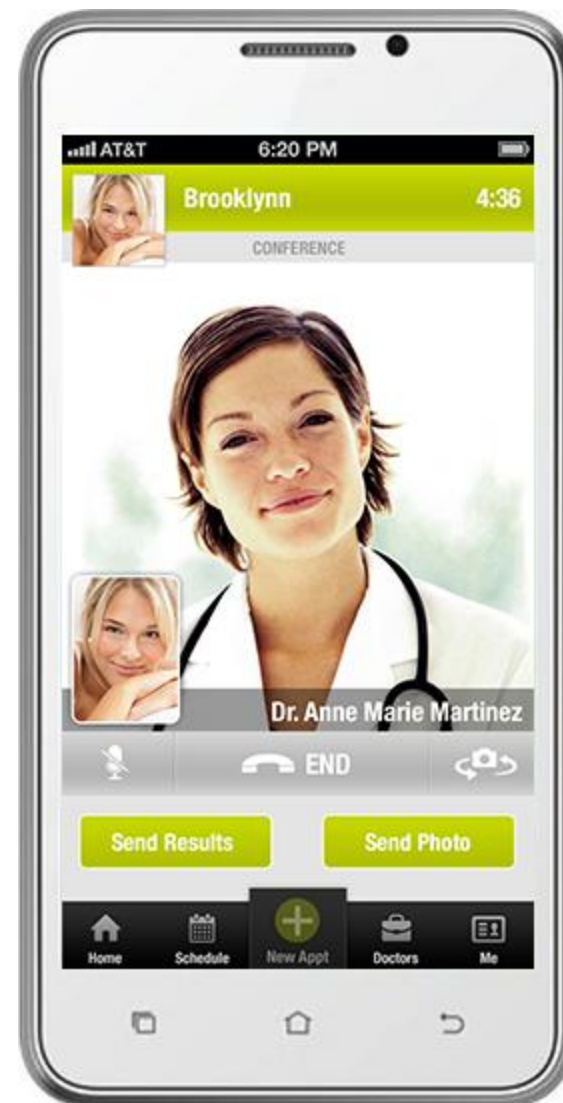 AT&T 6:20 PM
Brooklynn 4:36
CONFERENCE
Dr. Anne Marie Martinez
END
Send Results Send Photo
Home Schedule New Appt Doctors Me